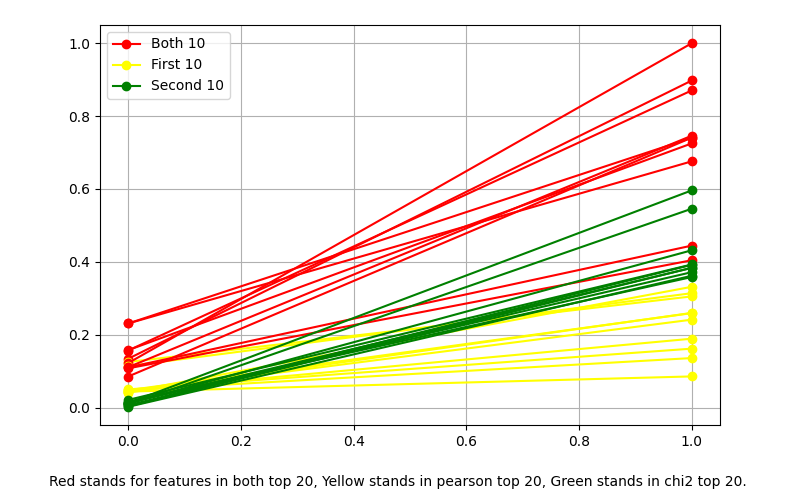 1.0
0.8
0.6
0.4
0.2
0.0
Both 10
First 10
Second 10
0.0 0.2 0.4 0.6 0.8 1.0
Red stands for features in both top 20, Yellow stands in pearson top 20, Green stands in chi2 top 20.